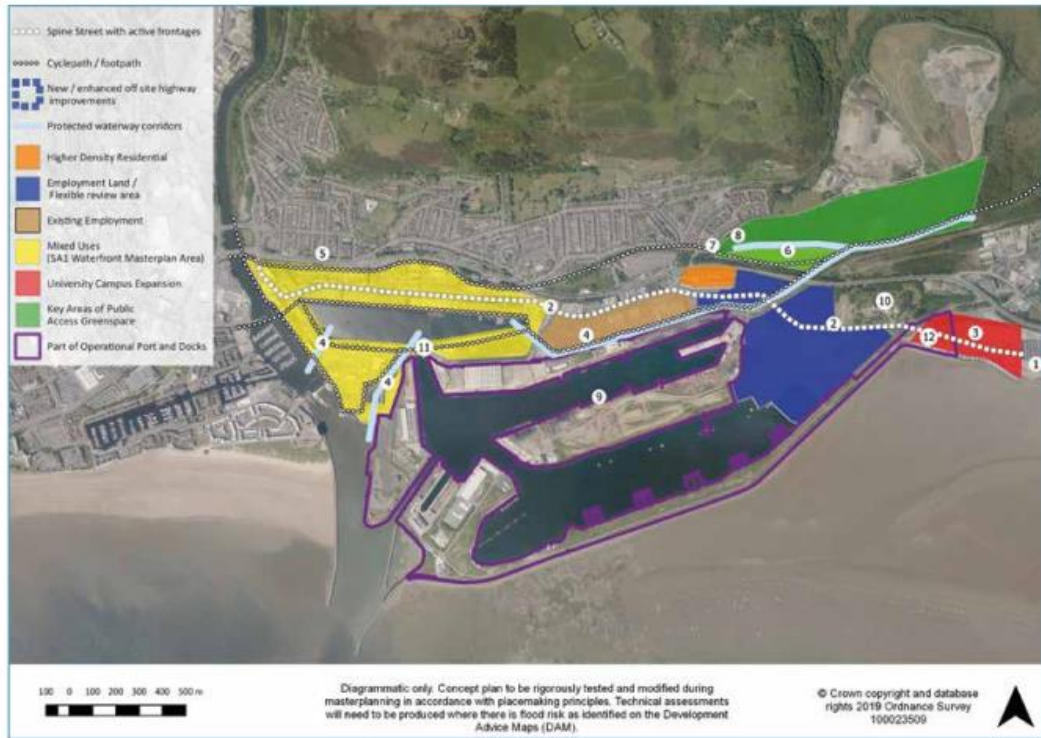 Spine Street with active frontages
Cyclepath / footpath
New / enhanced off site highway
improvements
Protected waterway corridors
Higher Density Residential
Employment Land /
Flexible review area
Existing Employment
Mixed Uses
(SA1 Waterfront Masterplan Area)
University Campus Expansion
Key Areas of Public
Access Greenspace
Part of Operational Port and Docks
8
7
6
5
10
2
4
2
12
3
1
4
11
4
9
100 0 100 200 300 400 500 m
Diagrammatic only. Concept plan to be rigorously tested and modified during
masterplanning in accordance with placemaking principles. Technical assessments
will need to be produced where there is flood risk as identified on the Development
Advice Maps (DAM).
© Crown copyright and database
rights 2019 Ordnance Survey
100023509